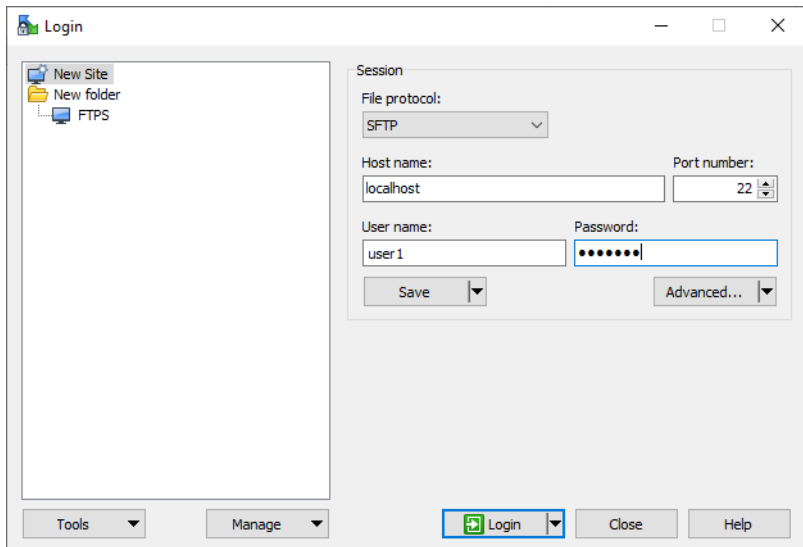 Login
New Site
New folder
FTPS
Session
File protocol:
SFTP
Host name:
Port number:
localhost
22
User name:
Password:
user1
•••••••
Save
Advanced...
Tools
Manage
Login
Close
Help